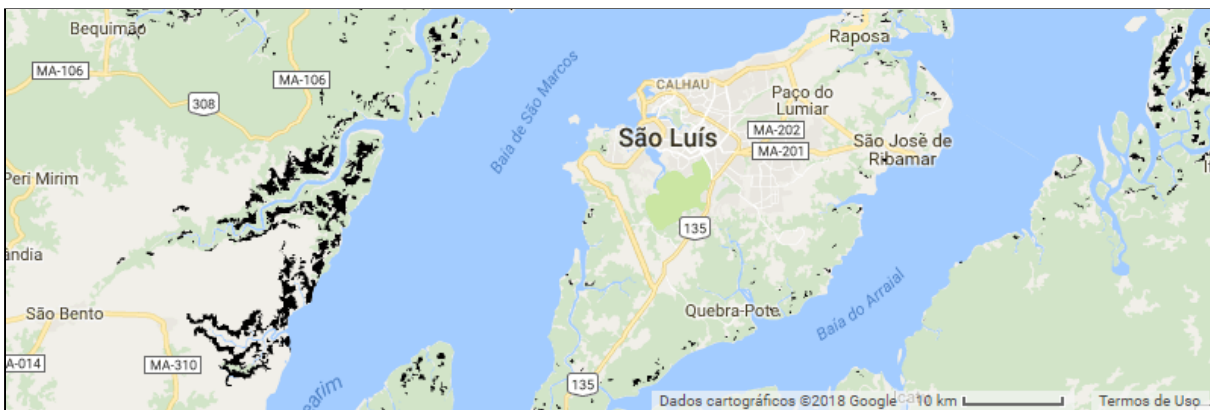 Bequimão
MA-106
MA-106
308
Baía de São Marcos
Raposa
CALHAU
Paço do
Lumiar
São Luís
MA-202
MA-201
São José de
Ribamar
Peri Mirim
135
ândia
São Bento
Quebra-Pote
Baía do Arraial
A-014
MA-310
earim
135
Dados cartográficos ©2018 Google
10 km
Termos de Uso